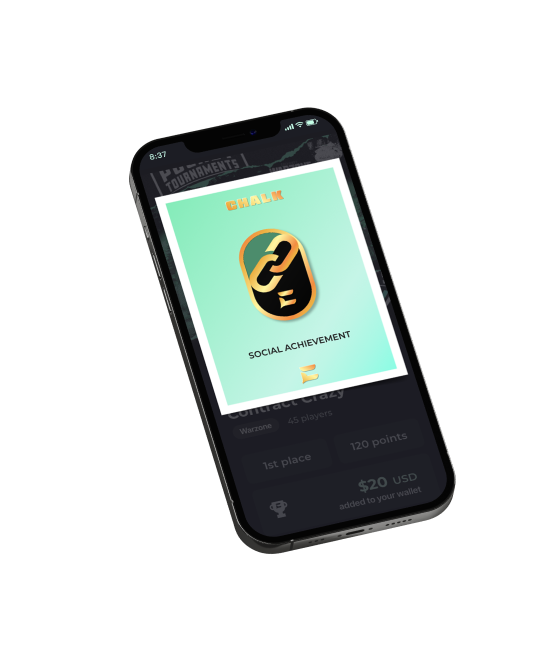 8:37
TOURNAMENTS
CHALK
E
SOCIAL ACHIEVEMENT
E
Contract Crazy
Warzone
45 players
1st place
120 points
$20 USD
added to your wallet